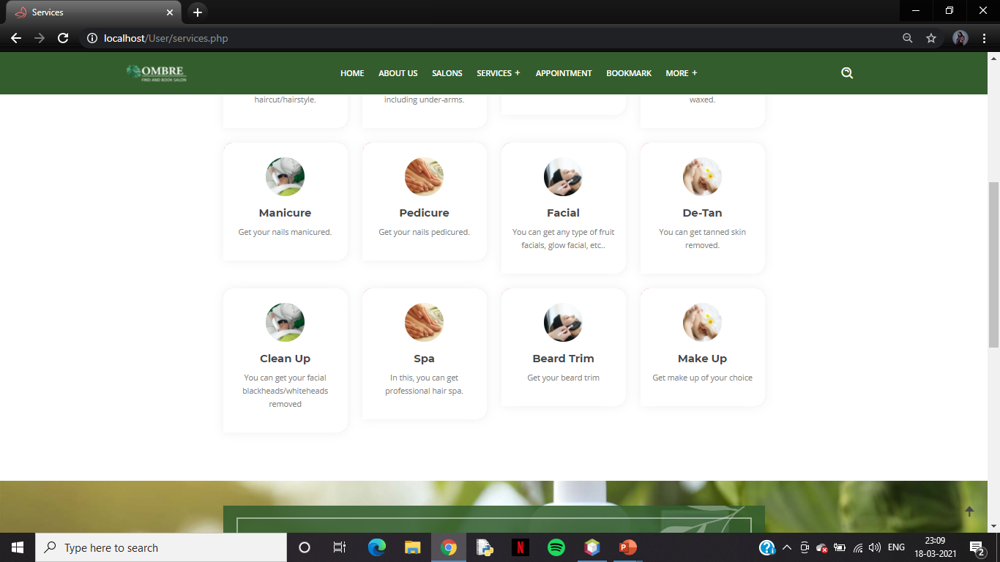 Services
localhost/User/services.php
OMBRE
FIND AND BOOK SALON
HOME ABOUT US SALONS SERVICES + APPOINTMENT BOOKMARK MORE +
haircut/hairstyle. including under-arms. waxed.
Manicure Pedicure Facial De-Tan
Get your nails manicured. Get your nails pedicured. You can get any type of fruit You can get tanned skin
facials, glow facial, etc.. removed.
Clean Up Spa Beard Trim Make Up
You can get your facial In this, you can get Get your beard trim Get make up of your choice
blackheads/whiteheads professional hair spa.
removed
Type here to search
N
P
ENG
23:09
18-03-2021
2